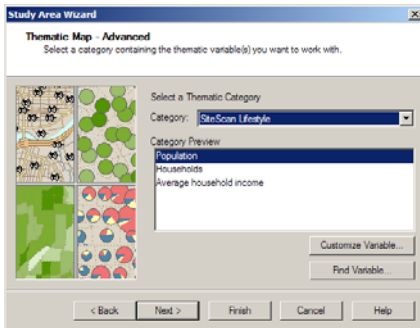 Study Area Wizard
Thematic Map - Advanced
Select a category containing the thematic variable(s) you want to work with.
Select a Thematic Category
Category: SiteScan Lifestyle
Category Preview
Population
Households
Average household income
Customize Variable...
Find Variable...
< Back Next > Finish Cancel Help